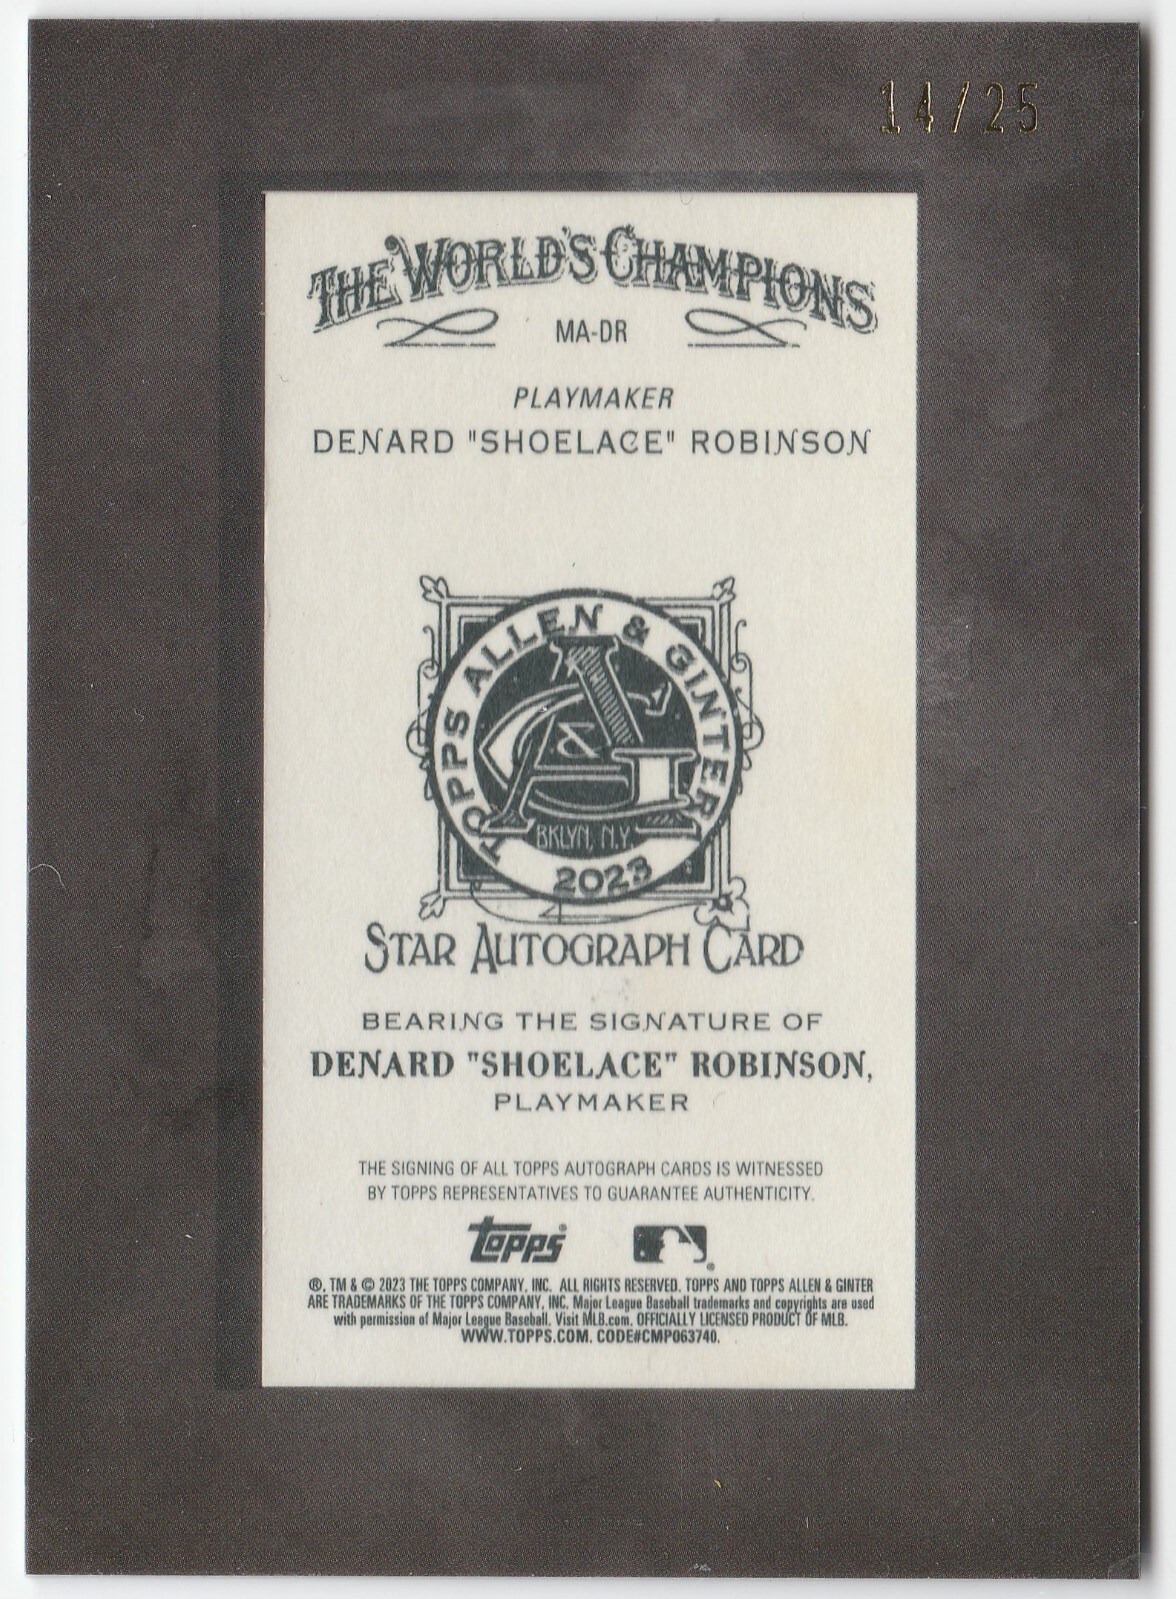 14/25
THE WORLD'S CHAMPIONS
MA-DR
PLAYMAKER
DENARD "SHOELACE" ROBINSON
TOPPS ALLEN & GINTER
A & G
BKLYN, N.Y.
2023
STAR AUTOGRAPH CARD
BEARING THE SIGNATURE OF
DENARD "SHOELACE" ROBINSON,
PLAYMAKER
THE SIGNING OF ALL TOPPS AUTOGRAPH CARDS IS WITNESSED
BY TOPPS REPRESENTATIVES TO GUARANTEE AUTHENTICITY.
topps®
®
®, TM & © 2023 THE TOPPS COMPANY, INC. ALL RIGHTS RESERVED. TOPPS AND TOPPS ALLEN & GINTER
ARE TRADEMARKS OF THE TOPPS COMPANY, INC. Major League Baseball trademarks and copyrights are used
with permission of Major League Baseball. Visit MLB.com. OFFICIALLY LICENSED PRODUCT OF MLB.
WWW.TOPPS.COM. CODE#CMP063740.